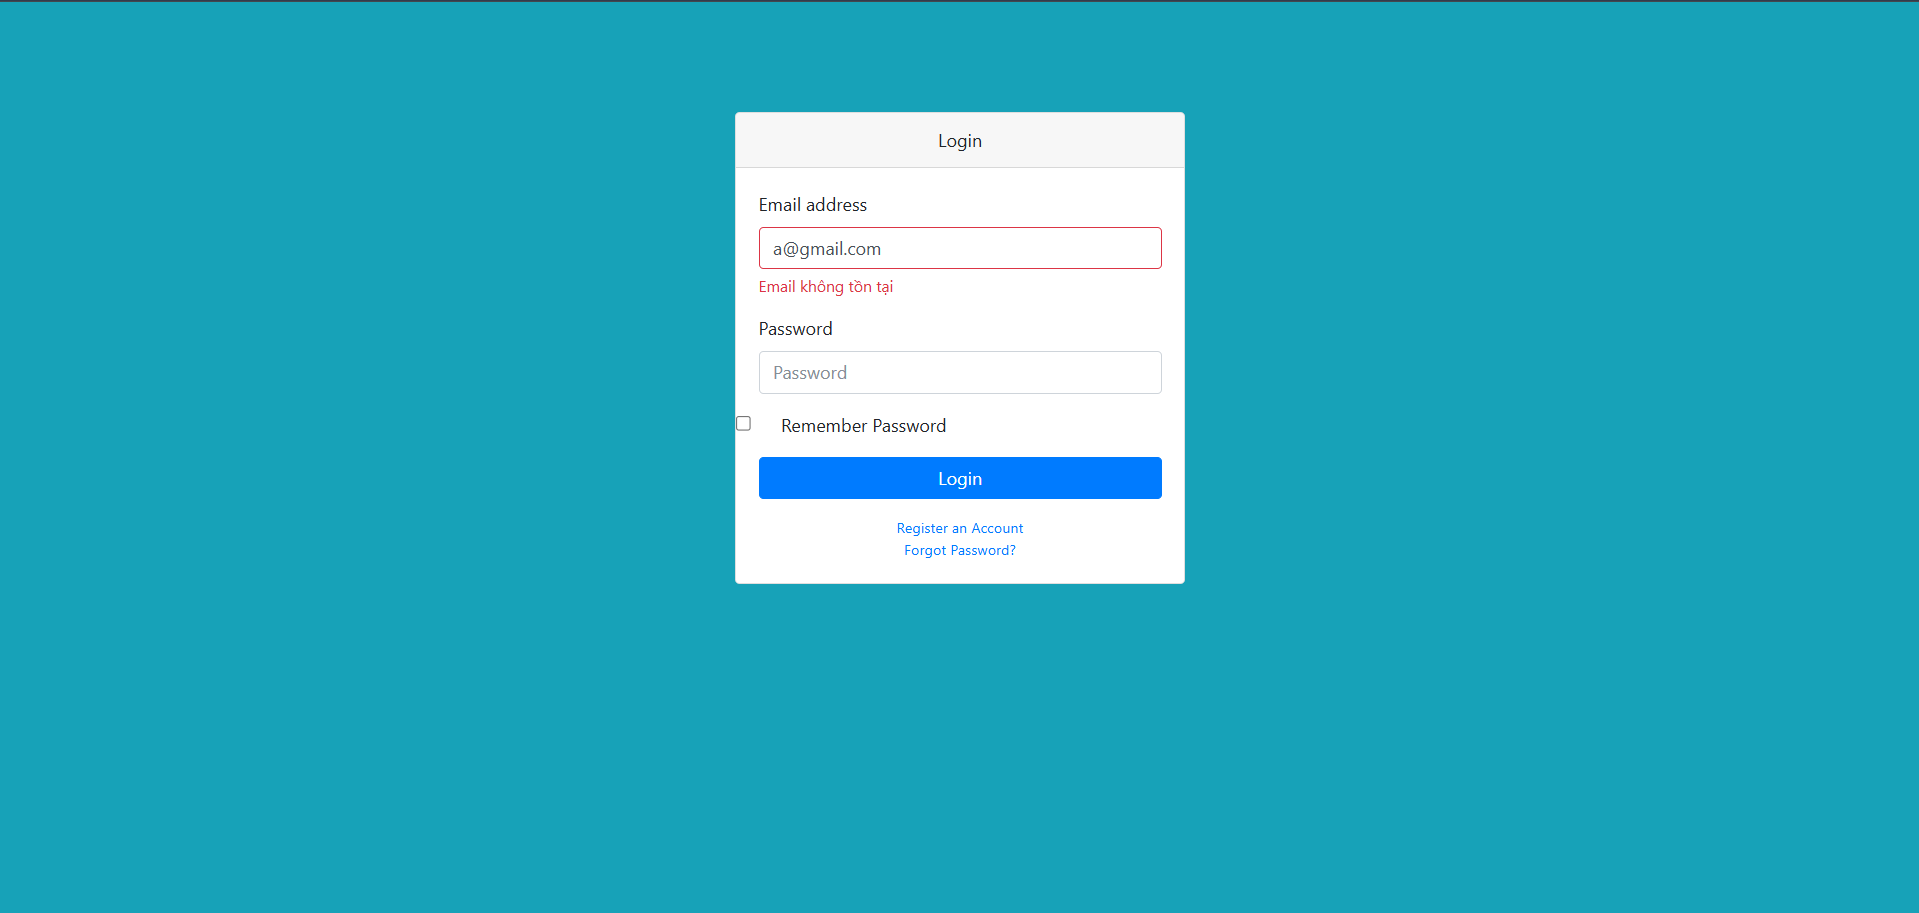 Login
Email address
a@gmail.com
Email không tồn tại
Password
Password
Remember Password
Login
Register an Account
Forgot Password?